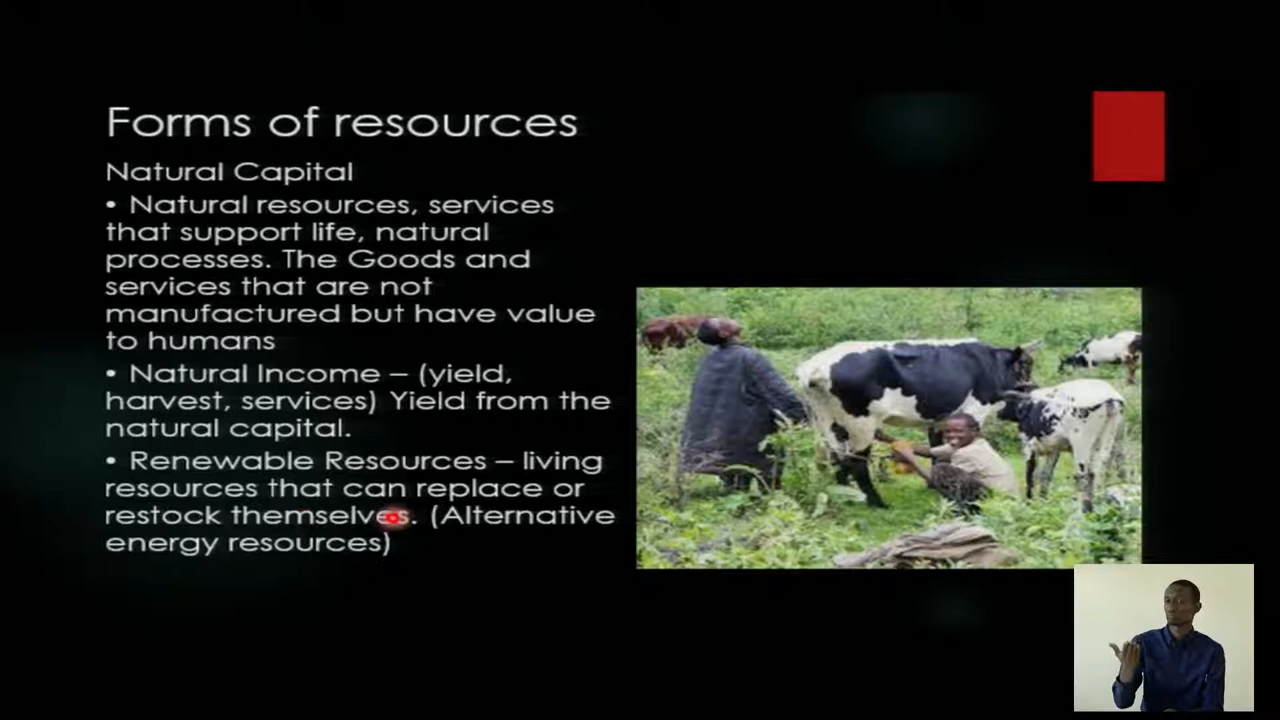 Forms of resources
Natural Capital
• Natural resources, services
that support life, natural
processes. The Goods and
services that are not
manufactured but have value
to humans
• Natural Income – (yield,
harvest, services) Yield from the
natural capital.
• Renewable Resources – living
resources that can replace or
restock themselves. (Alternative
energy resources)